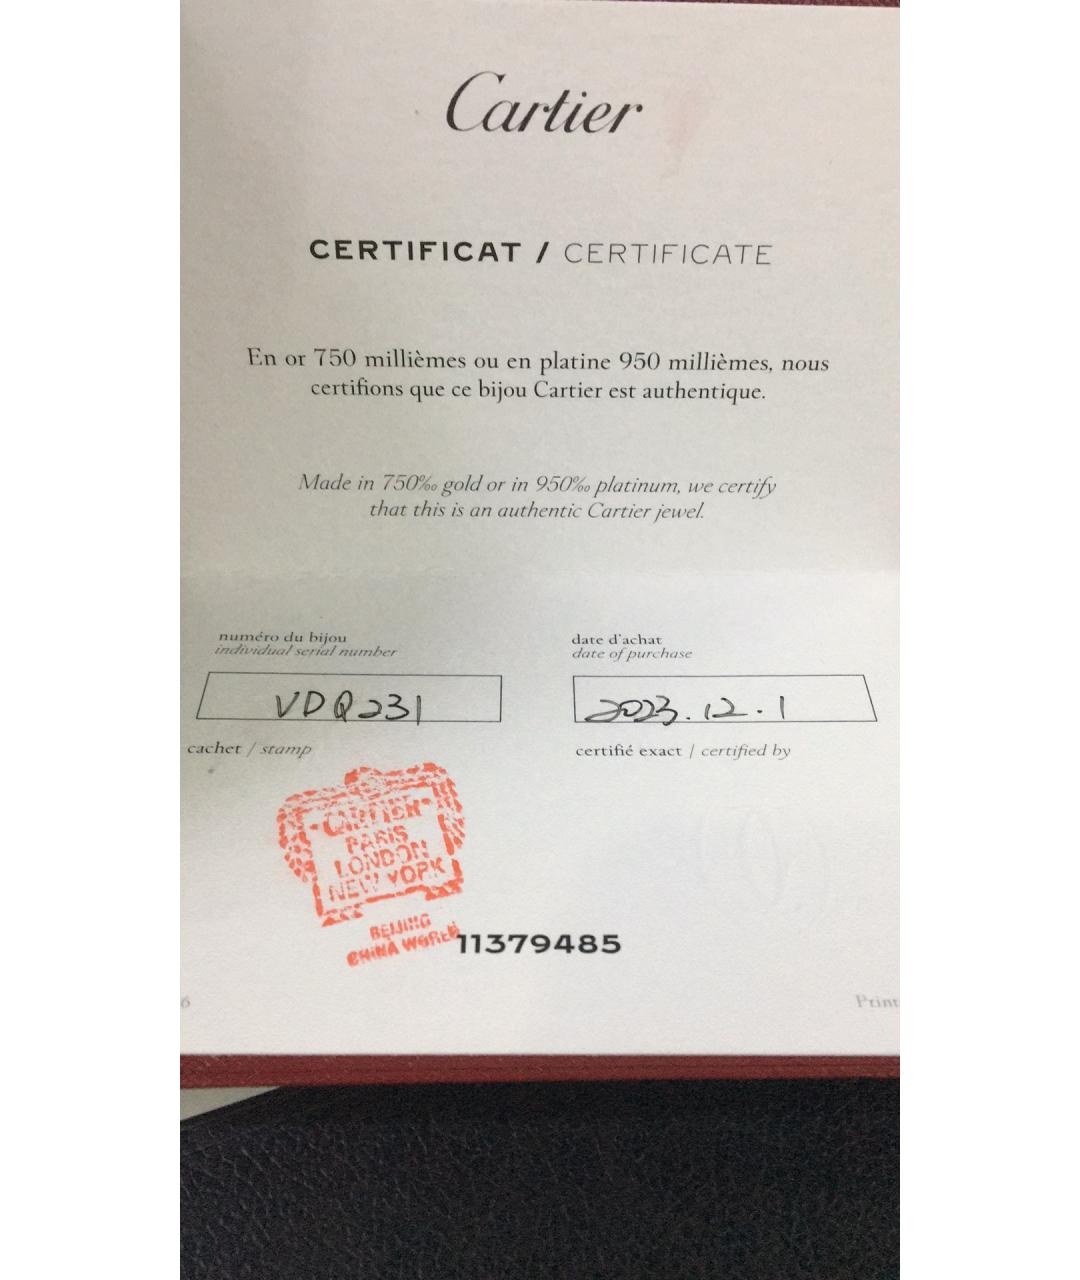 Cartier
CERTIFICAT / CERTIFICATE
En or 750 millièmes ou en platine 950 millièmes, nous
certifions que ce bijou Cartier est authentique.
Made in 750‰ gold or in 950‰ platinum, we certify
that this is an authentic Cartier jewel.
numéro du bijou
individual serial number
VDQ231
date d'achat
date of purchase
2023.12.1
cachet / stamp
certifié exact / certified by
CARTIER
PARIS
LONDON
NEW YORK
BEIJING
CHINA WORLD
11379485
6
Print